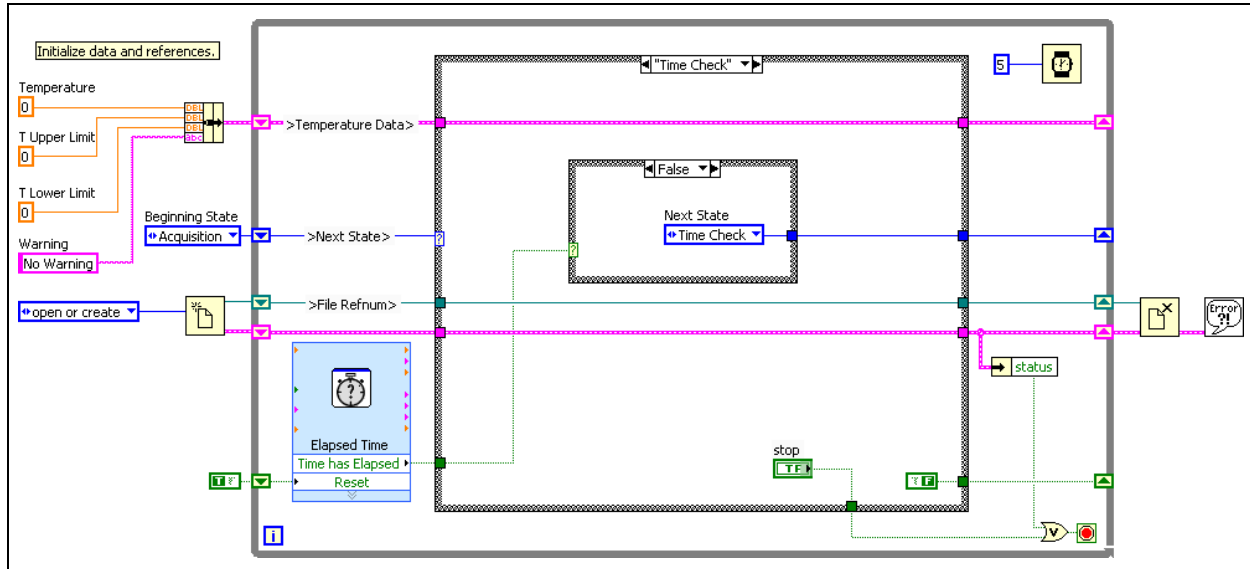 Initialize data and references.
Temperature
0
DBL
DBL
DBL
abc
T Upper Limit
0
T Lower Limit
0
Warning
No Warning
Beginning State
Acquisition
open or create
>Temperature Data>
>Next State>
>File Refnum>
"Time Check"
False
Next State
Time Check
?
?
5
Elapsed Time
Time has Elapsed
Reset
?
T
stop
TF
F
status
Error
?!
V
i